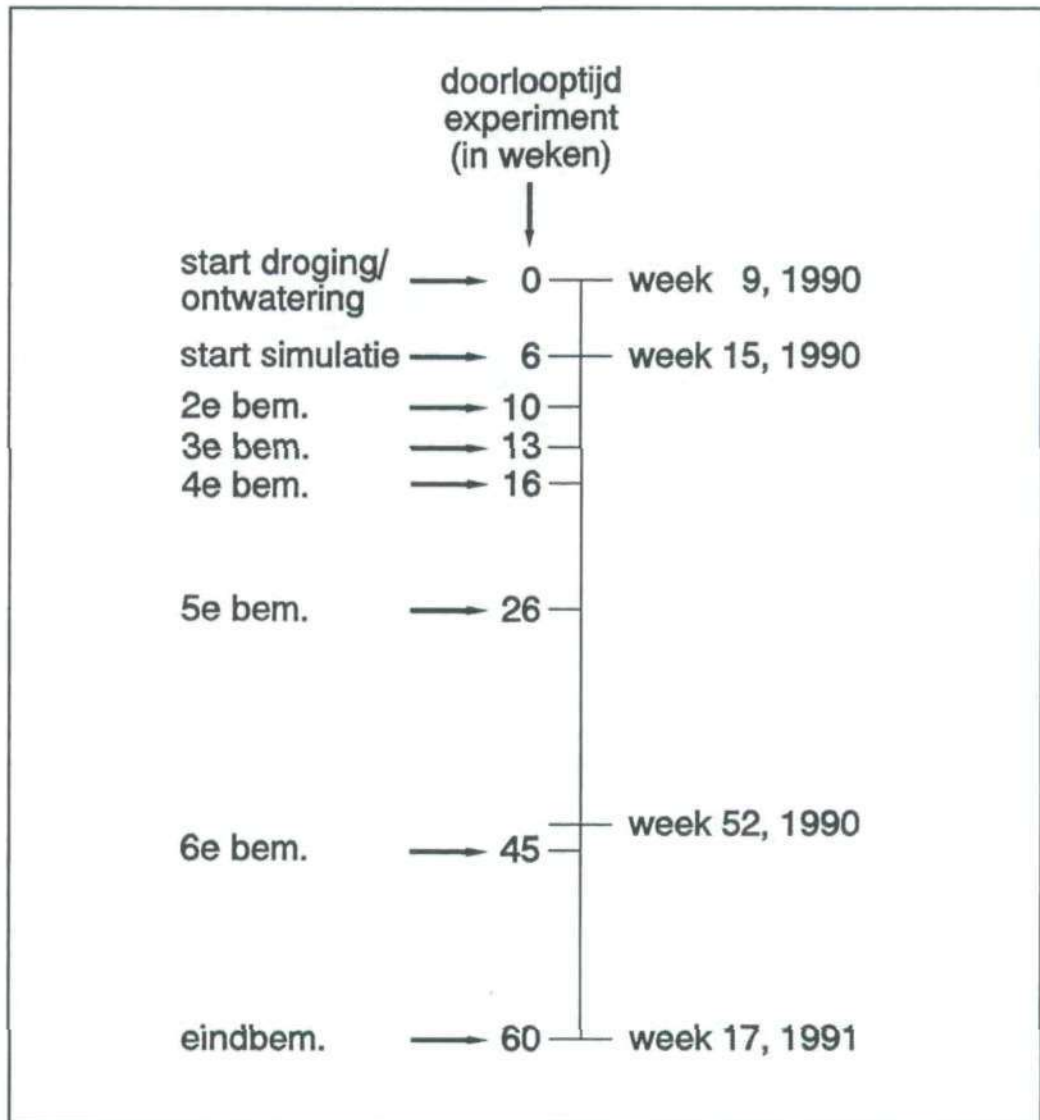 doorlooptijd
experiment
(in weken)
start droging/
ontwatering
0
week 9, 1990
start simulatie
6
week 15, 1990
2e bem.
10
3e bem.
13
4e bem.
16
5e bem.
26
week 52, 1990
6e bem.
45
eindbem.
60
week 17, 1991